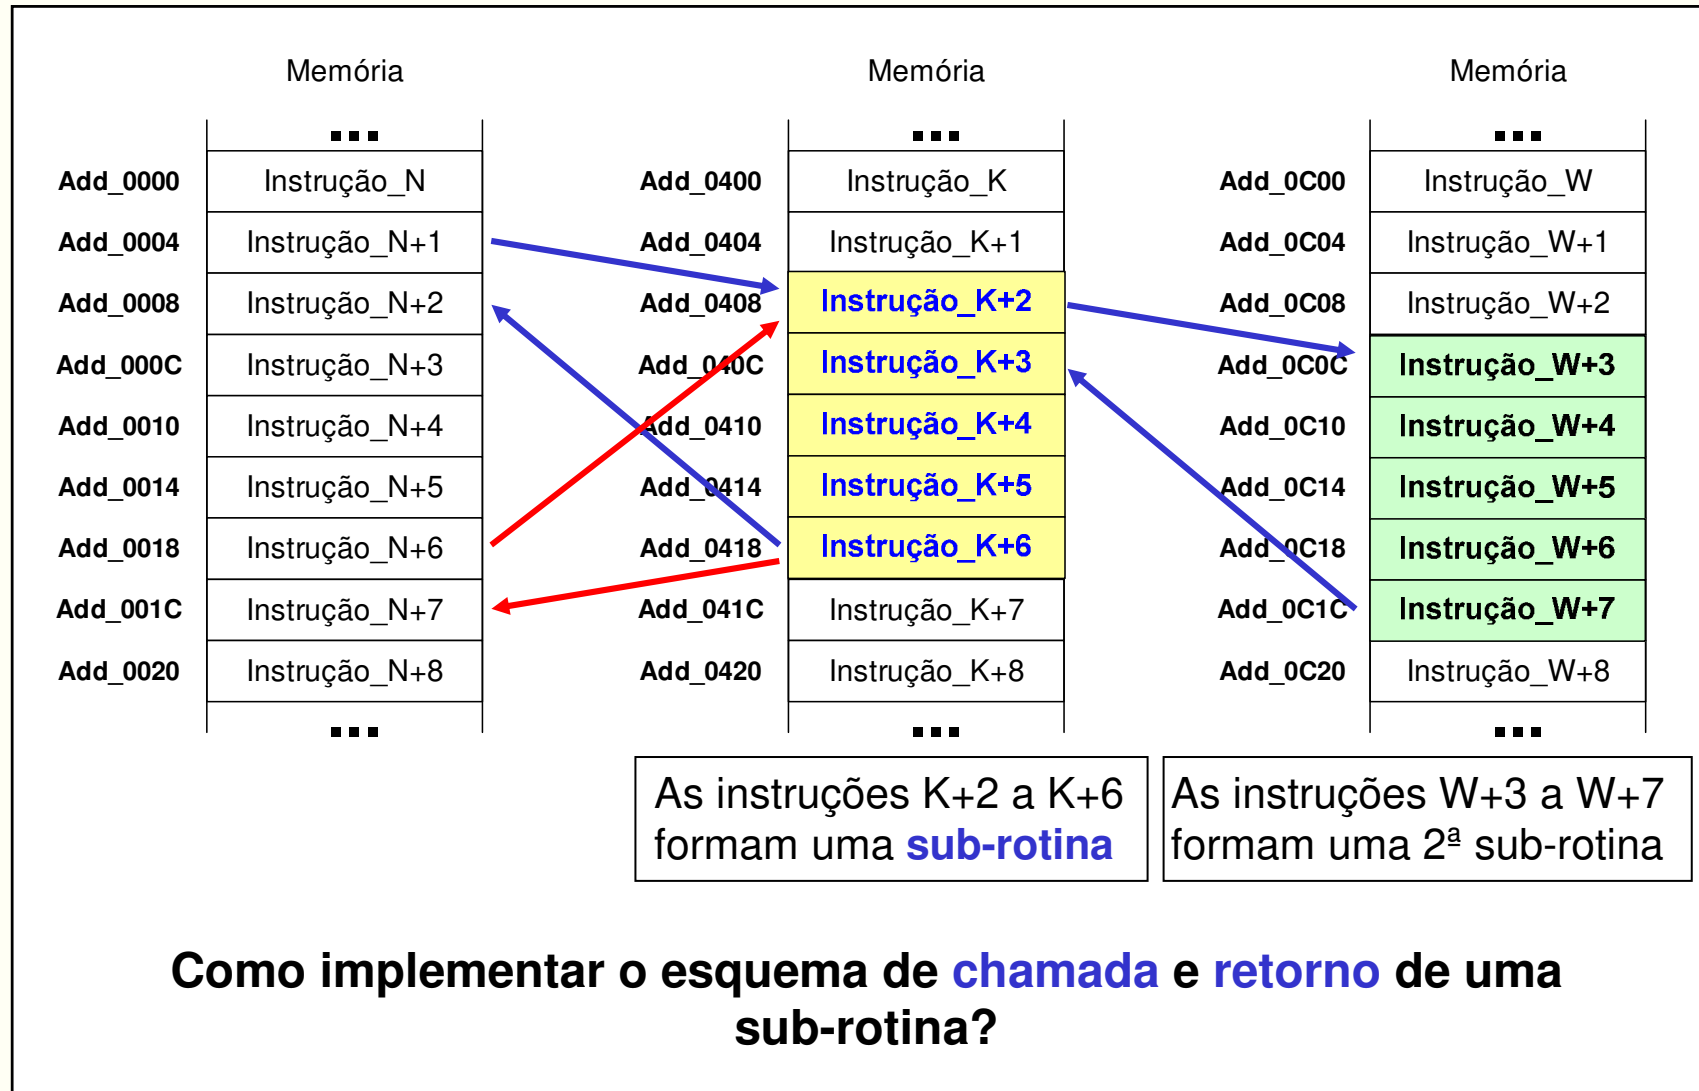 Memória Memória Memória
... ... ...
Add_0000 Instrução_N Add_0400 Instrução_K Add_0C00 Instrução_W
Add_0004 Instrução_N+1 Add_0404 Instrução_K+1 Add_0C04 Instrução_W+1
Add_0008 Instrução_N+2 Add_0408 Instrução_K+2 Add_0C08 Instrução_W+2
Add_000C Instrução_N+3 Add_040C Instrução_K+3 Add_0C0C Instrução_W+3
Add_0010 Instrução_N+4 Add_0410 Instrução_K+4 Add_0C10 Instrução_W+4
Add_0014 Instrução_N+5 Add_0414 Instrução_K+5 Add_0C14 Instrução_W+5
Add_0018 Instrução_N+6 Add_0418 Instrução_K+6 Add_0C18 Instrução_W+6
Add_001C Instrução_N+7 Add_041C Instrução_K+7 Add_0C1C Instrução_W+7
Add_0020 Instrução_N+8 Add_0420 Instrução_K+8 Add_0C20 Instrução_W+8
... ... ...
As instruções K+2 a K+6
formam uma sub-rotina
As instruções W+3 a W+7
formam uma 2ª sub-rotina
Como implementar o esquema de chamada e retorno de uma
sub-rotina?